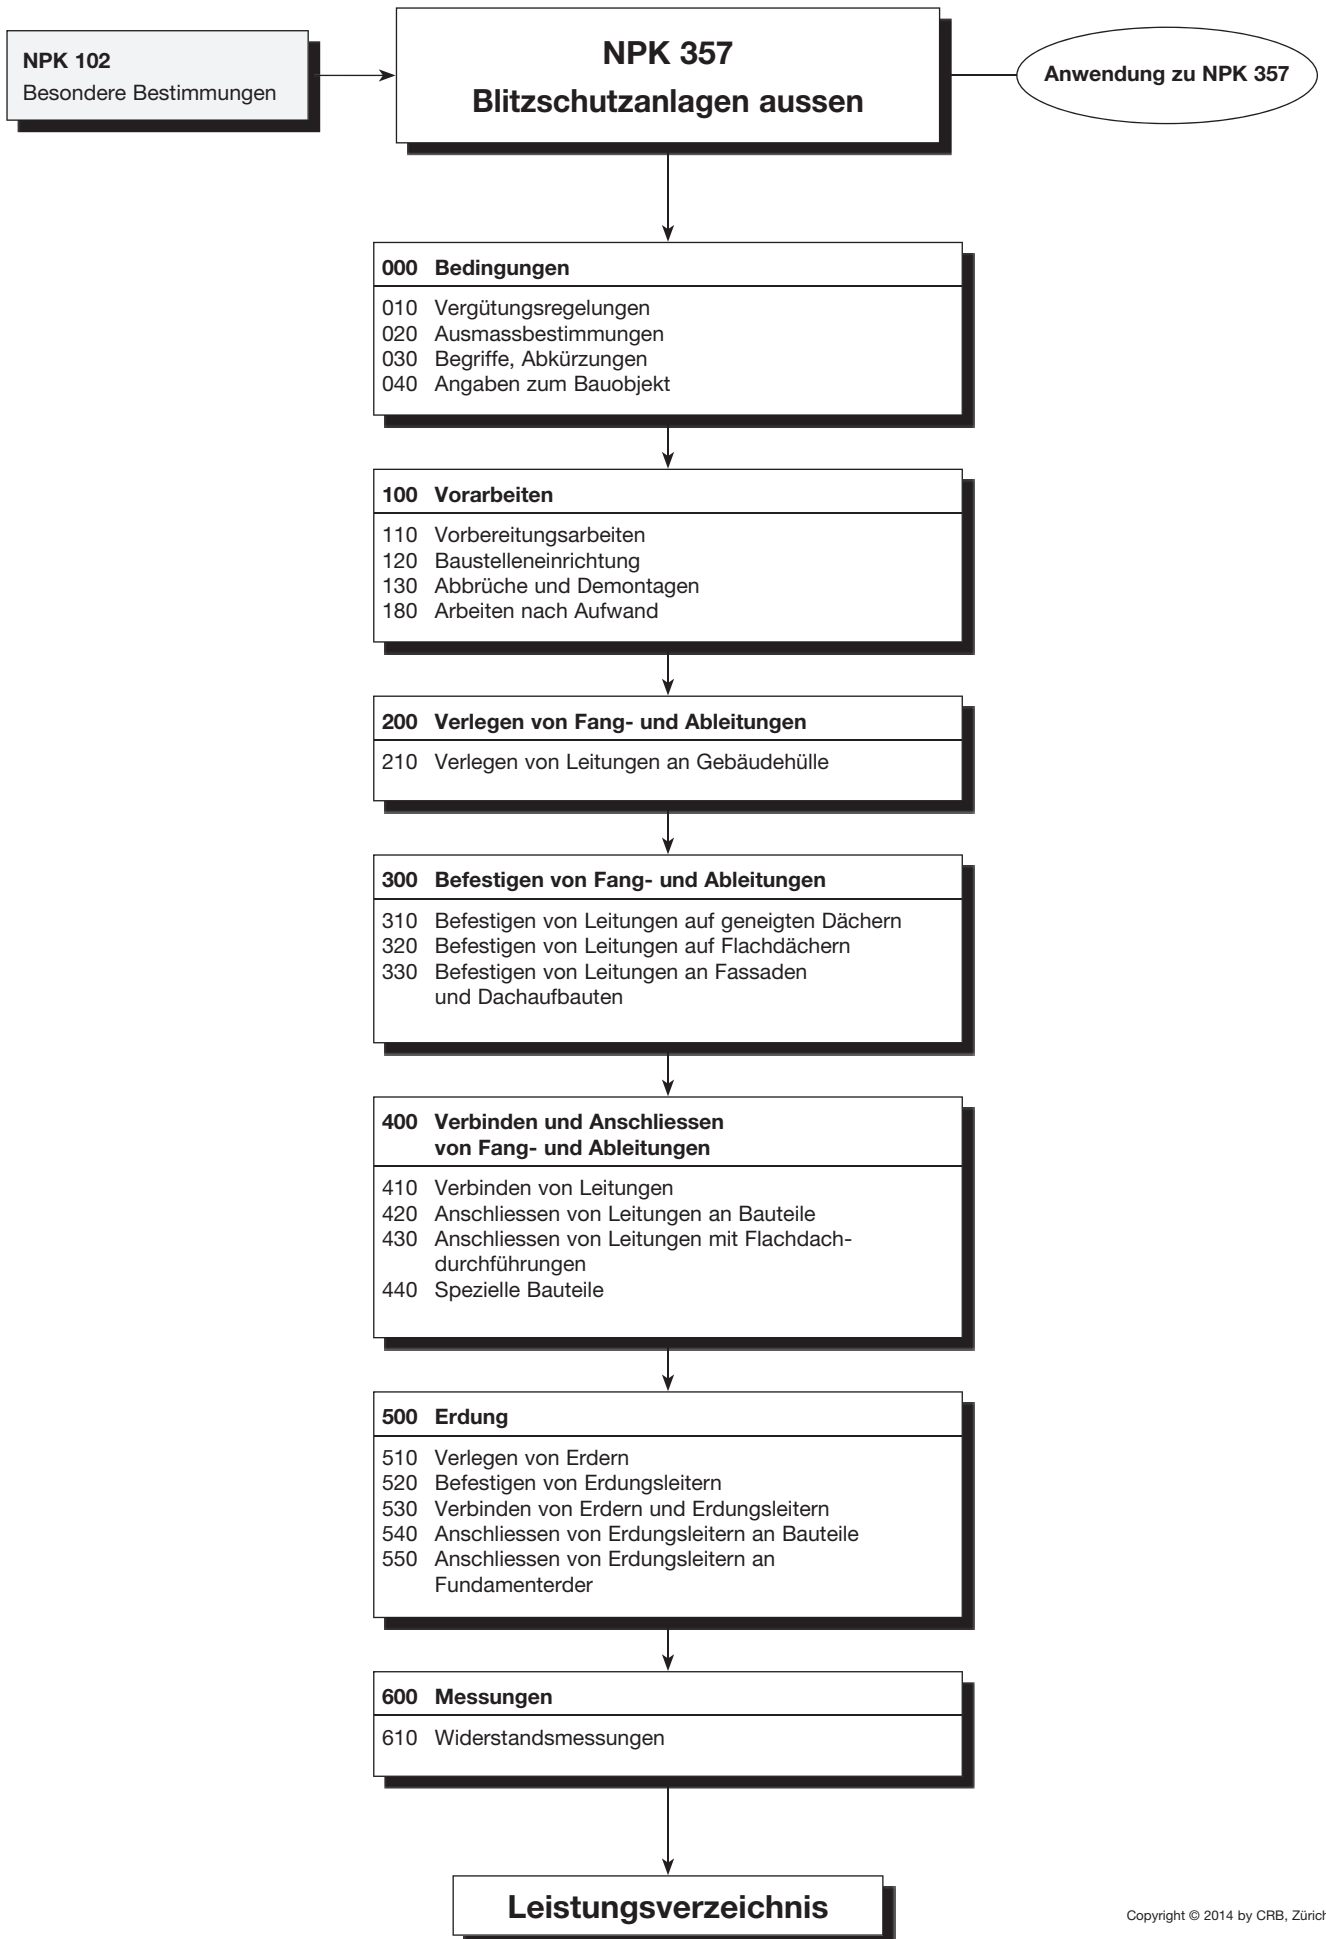 NPK 102
Besondere Bestimmungen
NPK 357
Blitzschutzanlagen aussen
Anwendung zu NPK 357
000 Bedingungen
010 Vergütungsregelungen
020 Ausmassbestimmungen
030 Begriffe, Abkürzungen
040 Angaben zum Bauobjekt
100 Vorarbeiten
110 Vorbereitungsarbeiten
120 Baustelleneinrichtung
130 Abbrüche und Demontagen
180 Arbeiten nach Aufwand
200 Verlegen von Fang- und Ableitungen
210 Verlegen von Leitungen an Gebäudehülle
300 Befestigen von Fang- und Ableitungen
310 Befestigen von Leitungen auf geneigten Dächern
320 Befestigen von Leitungen auf Flachdächern
330 Befestigen von Leitungen an Fassaden
und Dachaufbauten
400 Verbinden und Anschliessen
von Fang- und Ableitungen
410 Verbinden von Leitungen
420 Anschliessen von Leitungen an Bauteile
430 Anschliessen von Leitungen mit Flachdach-
durchführungen
440 Spezielle Bauteile
500 Erdung
510 Verlegen von Erdern
520 Befestigen von Erdungsleitern
530 Verbinden von Erdern und Erdungsleitern
540 Anschliessen von Erdungsleitern an Bauteile
550 Anschliessen von Erdungsleitern an
Fundamenterder
600 Messungen
610 Widerstandsmessungen
Leistungsverzeichnis
Copyright © 2014 by CRB, Zürich